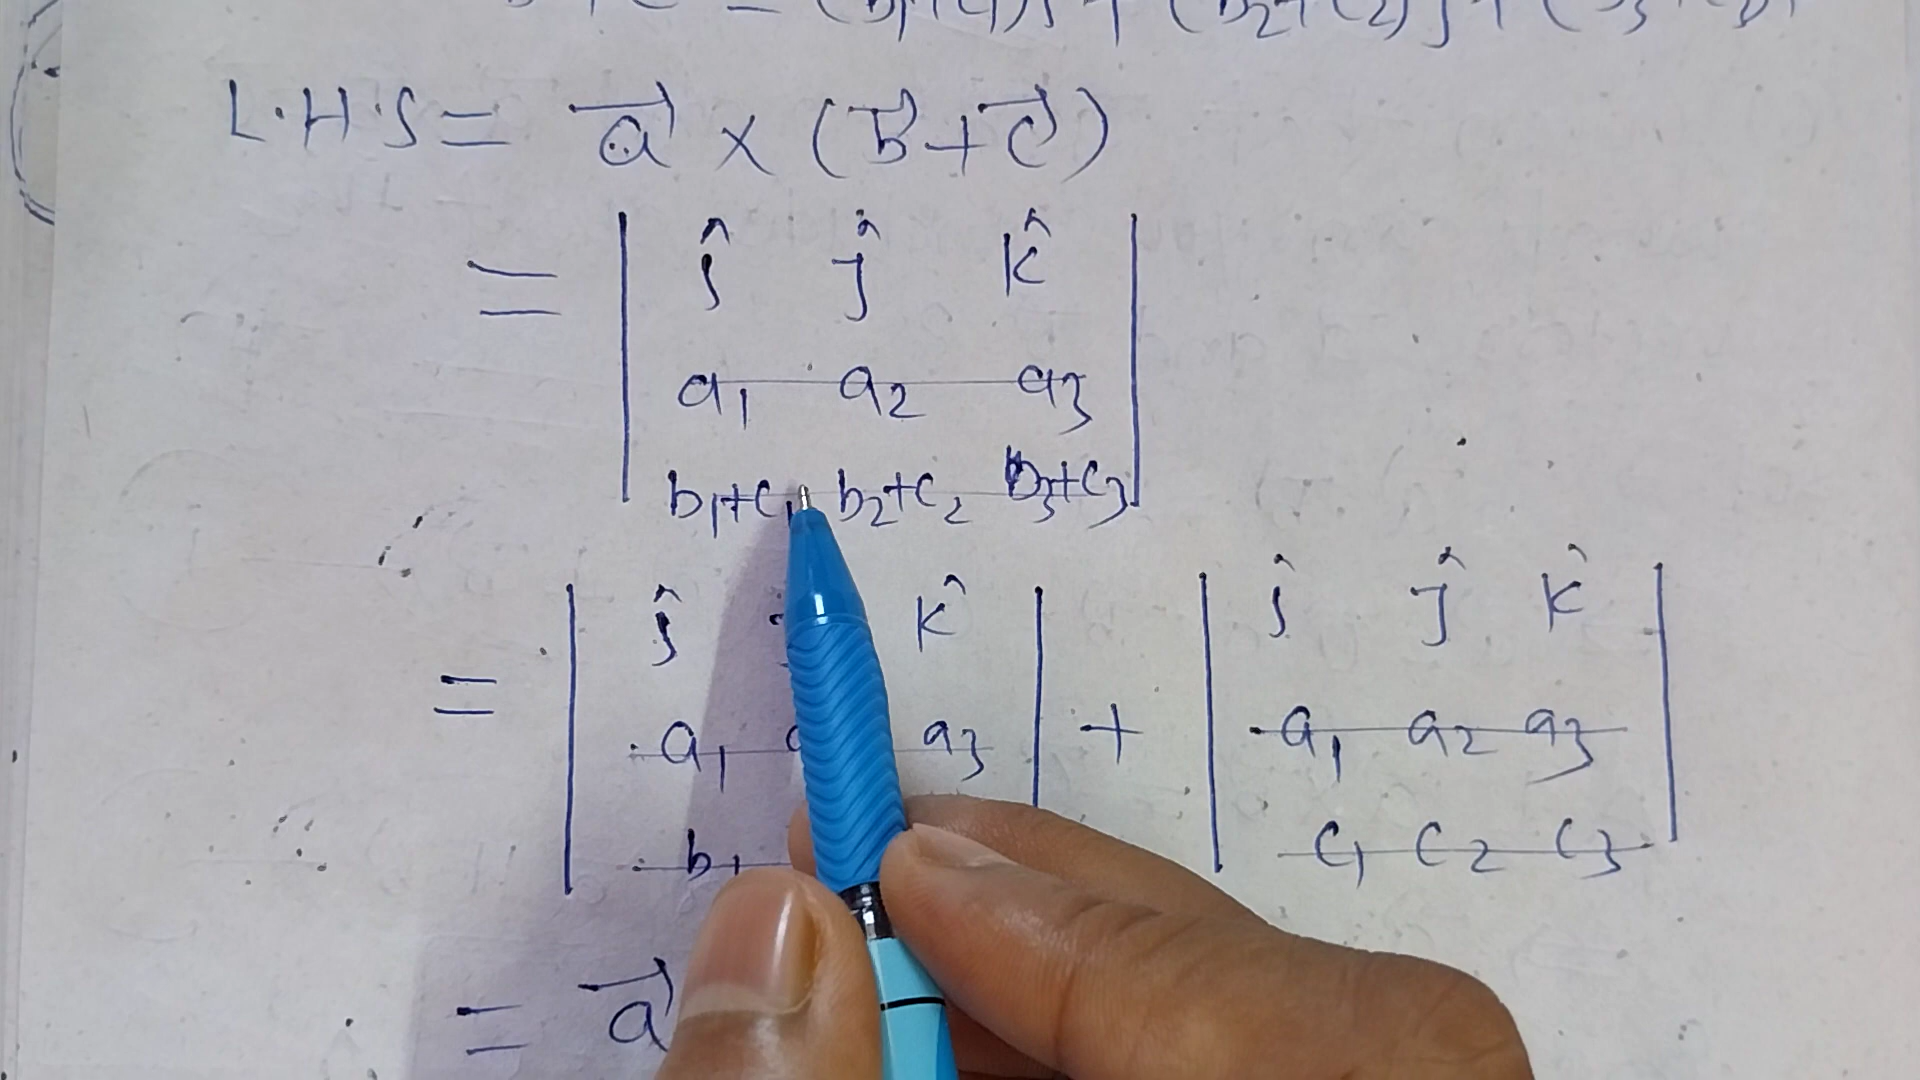 L.H.S = a⃗ × (b⃗ + c⃗)
= | î ĵ k̂ |
| a₁ a₂ a₃ |
| b₁+c₁ b₂+c₂ b₃+c₃ |
= | î k̂ | + | î ĵ k̂ |
| a₁ a₃ | | a₁ a₂ a₃ |
| b₁ | c₁ c₂ c₃ |
= a⃗